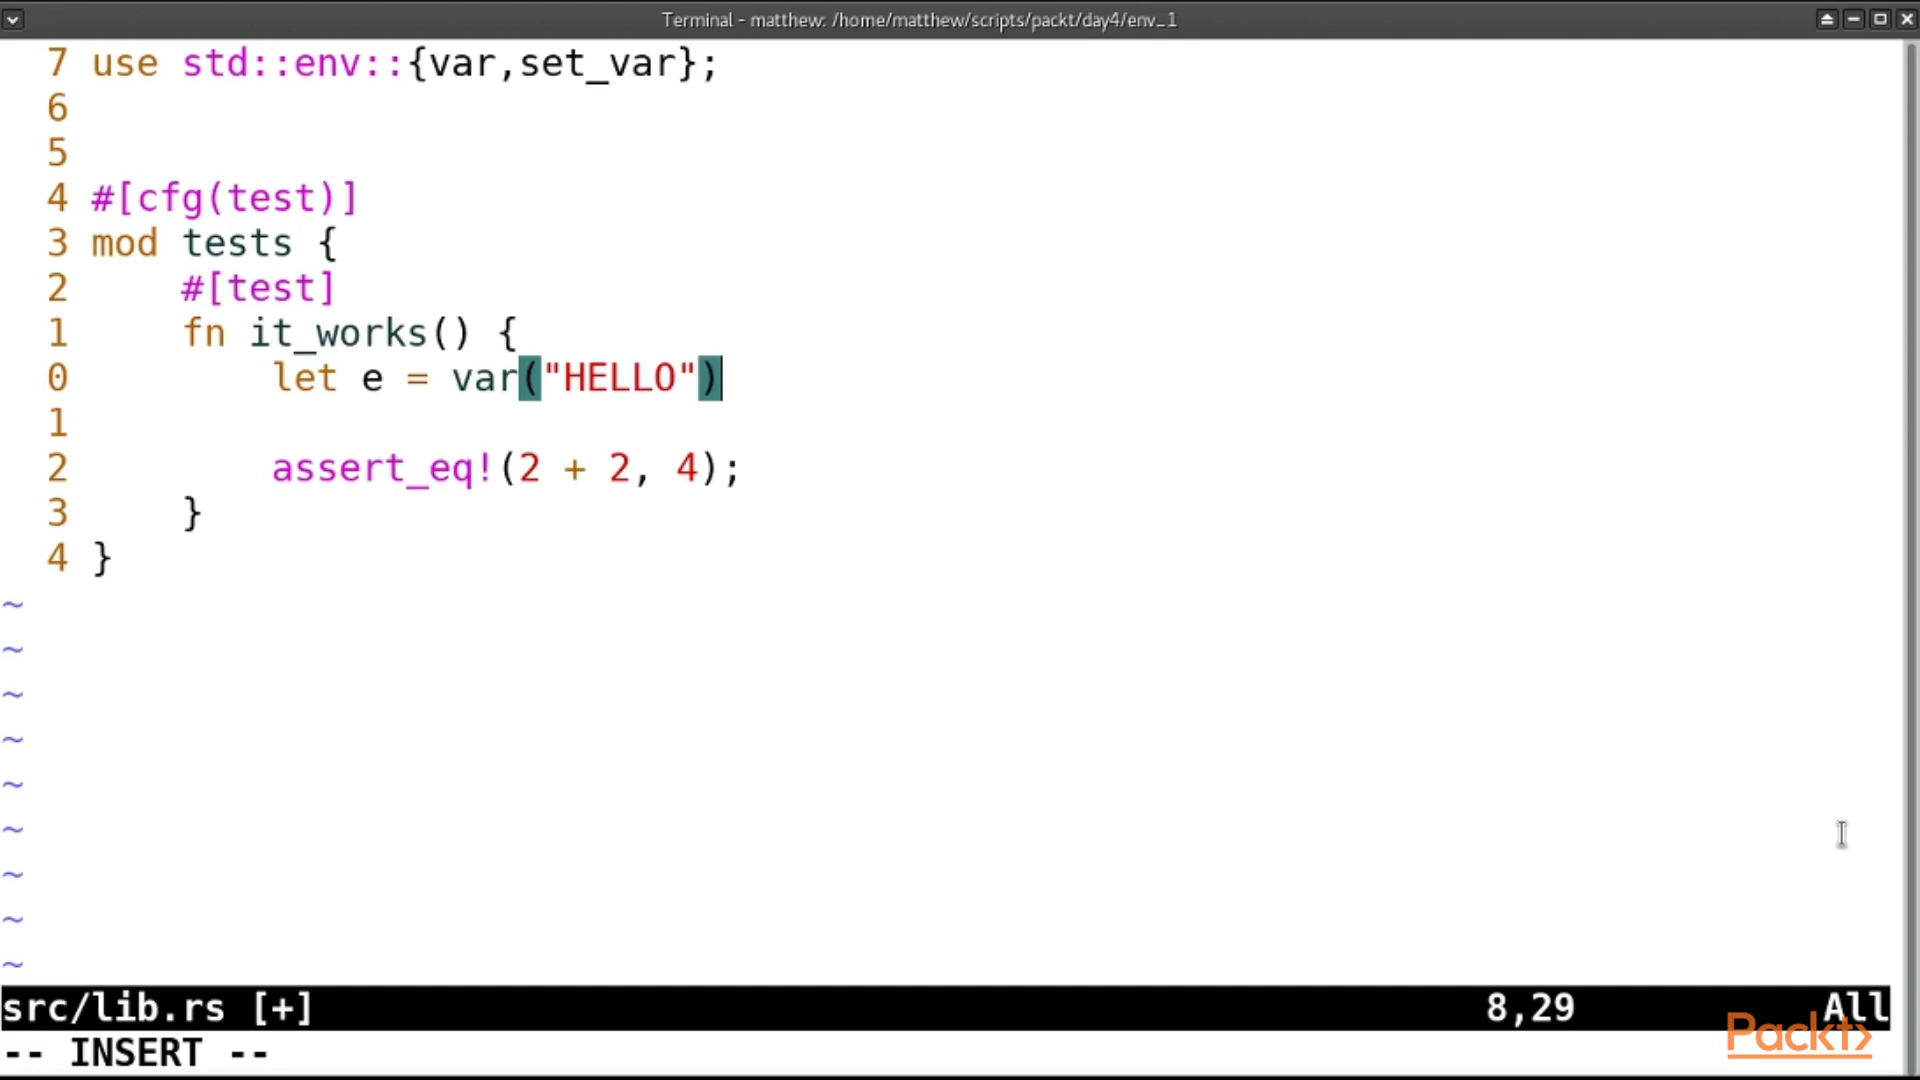 Terminal - matthew: /home/matthew/scripts/packt/day4/env_1
7 use std::env::{var,set_var};
6
5
4 #[cfg(test)]
3 mod tests {
2     #[test]
1     fn it_works() {
0         let e = var("HELLO")
1
2         assert_eq!(2 + 2, 4);
3     }
4 }
~
~
~
~
~
~
~
~
~
src/lib.rs [+] 8,29 All
Packt>
-- INSERT --